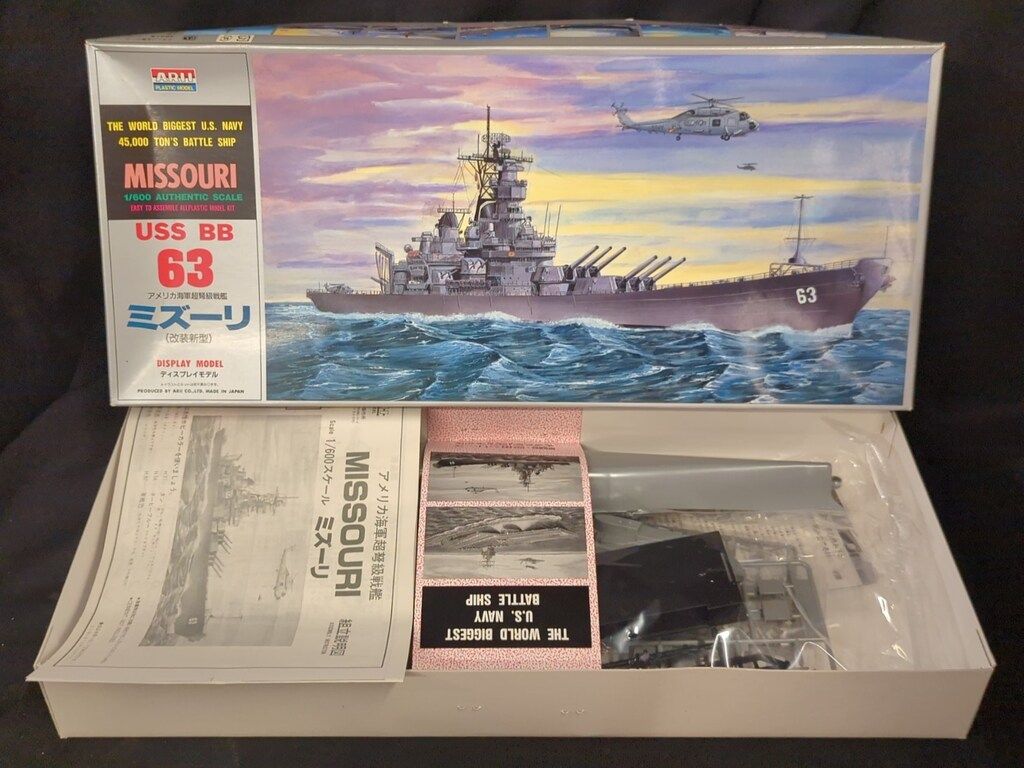 ARII
PLASTIC MODEL
THE WORLD BIGGEST U.S. NAVY
45,000 TON'S BATTLE SHIP
MISSOURI
1/600 AUTHENTIC SCALE
EASY TO ASSEMBLE ALLPLASTIC MODEL KIT
USS BB
63
アメリカ海軍超弩級戦艦
ミズーリ
(改装新型)
DISPLAY MODEL
ディスプレイモデル
PRODUCED BY ARII CO.,LTD. MADE IN JAPAN
63
アメリカ海軍超弩級戦艦
MISSOURI
Scale 1/600スケール ミズーリ
組立説明図
THE WORLD BIGGEST
U.S. NAVY
BATTLE SHIP